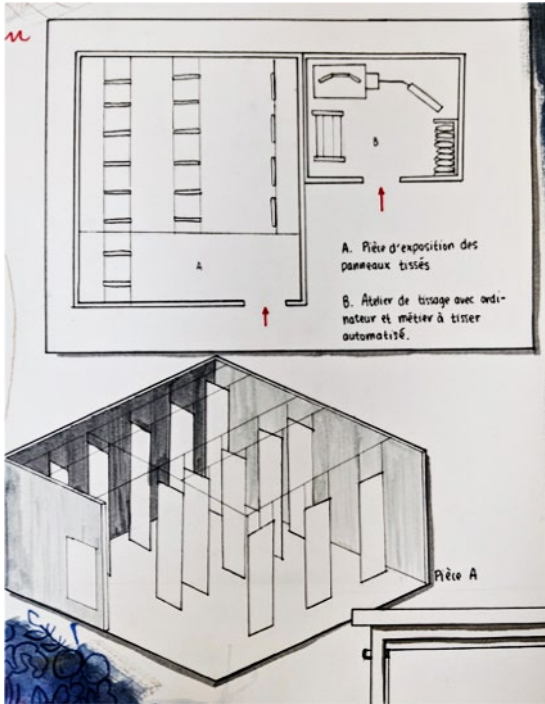 A
B
A. Pièce d'exposition des
panneaux tissés
B. Atelier de tissage avec ordi-
nateur et métier à tisser
automatisé.
Pièce A